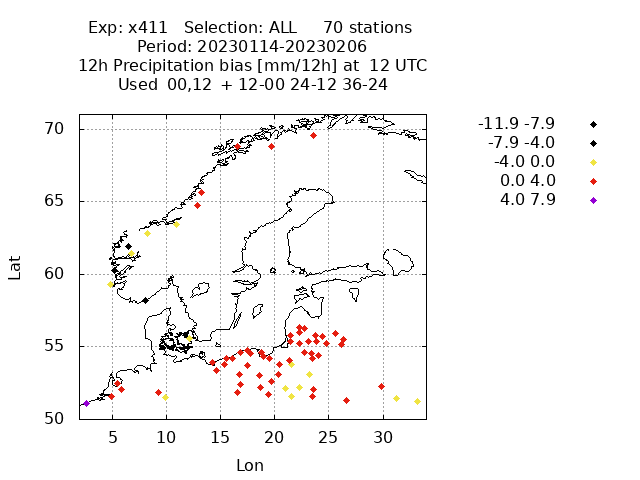 Exp: x411 Selection: ALL 70 stations
Period: 20230114-20230206
12h Precipitation bias [mm/12h] at 12 UTC
Used 00,12 + 12-00 24-12 36-24
-11.9 -7.9
-7.9 -4.0
-4.0 0.0
0.0 4.0
4.0 7.9
70
65
60
55
50
Lat
5 10 15 20 25 30
Lon